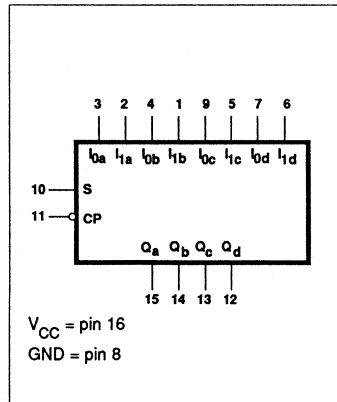 3 2 4 1 9 5 7 6
I0a I1a I0b I1b I0c I1c I0d I1d
10 S
11 CP
Qa Qb Qc Qd
15 14 13 12
VCC = pin 16
GND = pin 8